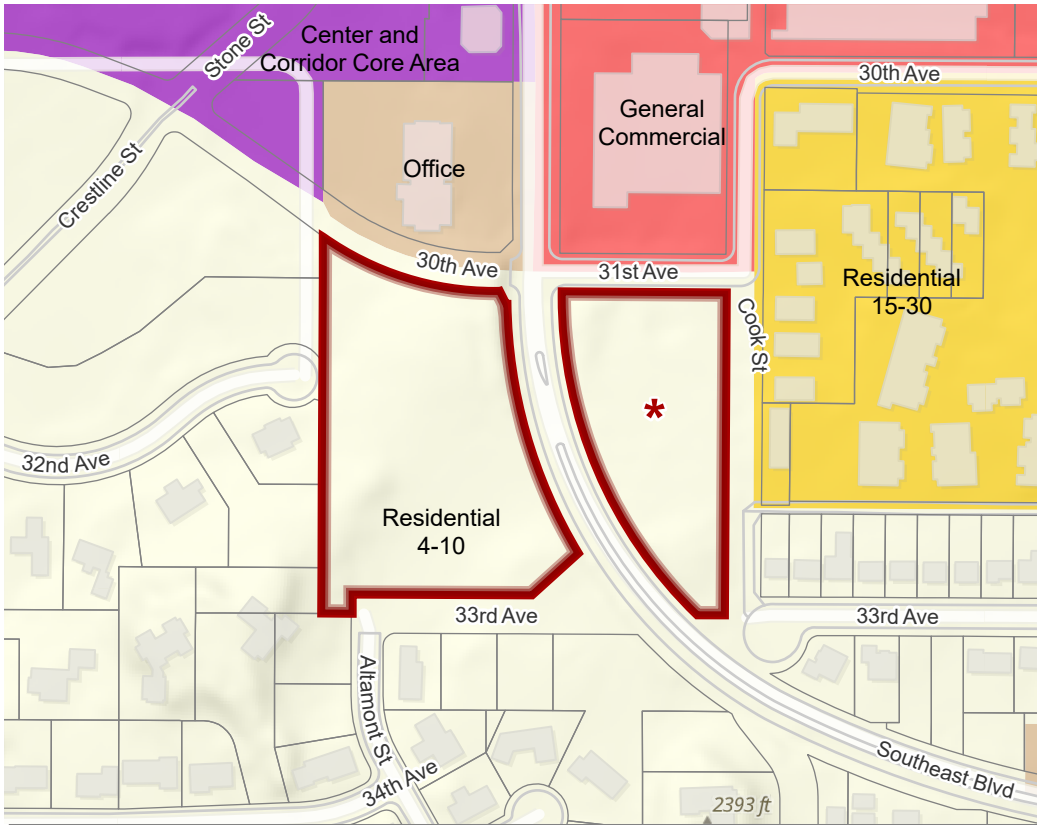 Stone St
Center and
Corridor Core Area
30th Ave
General
Commercial
Crestline St
Office
30th Ave
31st Ave
Residential
15-30
Cook St
*
32nd Ave
Residential
4-10
33rd Ave
33rd Ave
Altamont St
Southeast Blvd
34th Ave
2393 ft